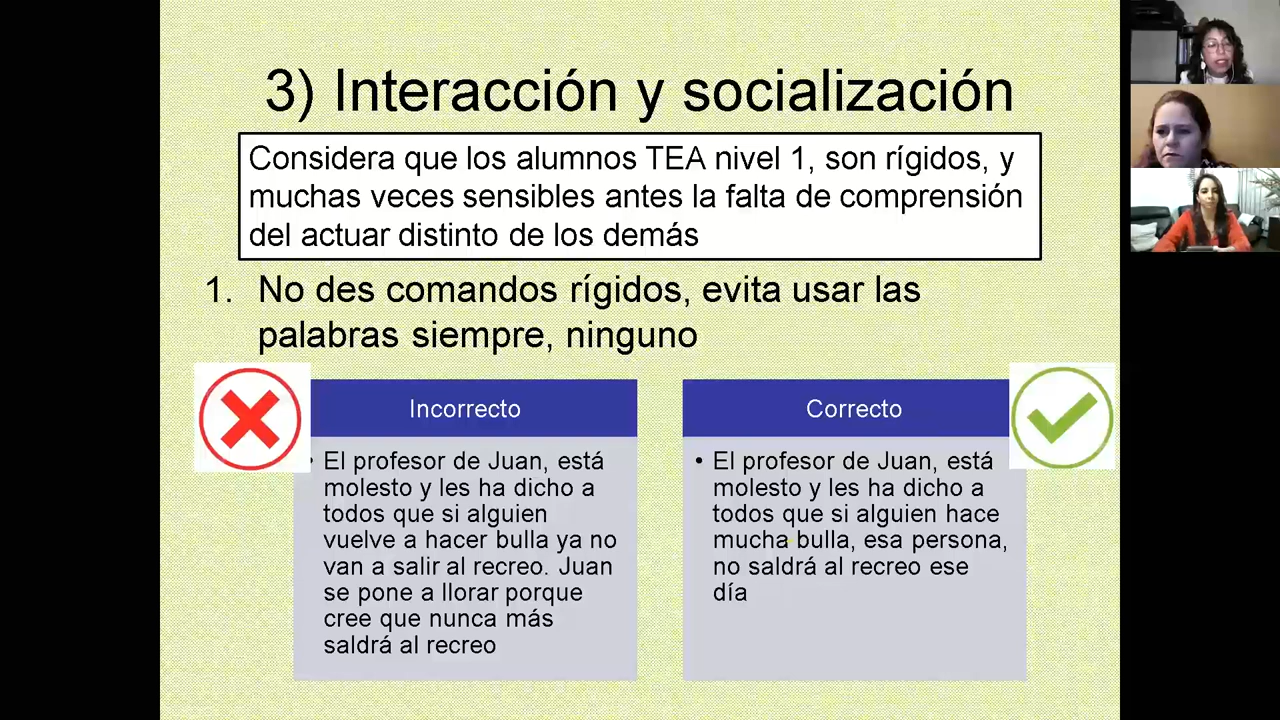 3) Interacción y socialización
Considera que los alumnos TEA nivel 1, son rígidos, y
muchas veces sensibles antes la falta de comprensión
del actuar distinto de los demás
1. No des comandos rígidos, evita usar las
palabras siempre, ninguno
Incorrecto
• El profesor de Juan, está
molesto y les ha dicho a
todos que si alguien
vuelve a hacer bulla ya no
van a salir al recreo. Juan
se pone a llorar porque
cree que nunca más
saldrá al recreo
Correcto
• El profesor de Juan, está
molesto y les ha dicho a
todos que si alguien hace
mucha bulla, esa persona,
no saldrá al recreo ese
día